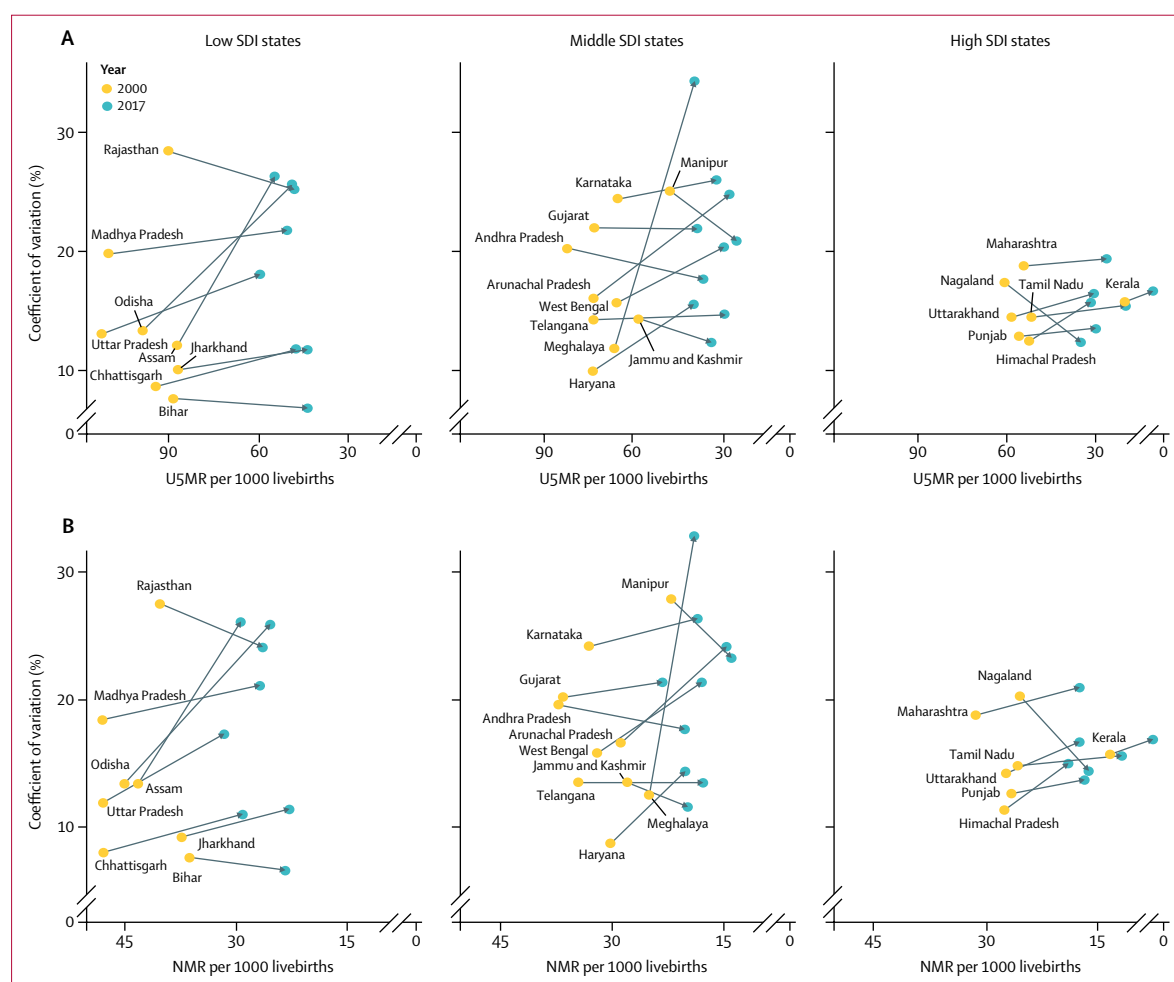 A
Low SDI states
Middle SDI states
High SDI states
Year
2000
2017
Coefficient of variation (%)
30
20
10
0
Rajasthan
Madhya Pradesh
Odisha
Uttar Pradesh
Assam
Jharkhand
Chhattisgarh
Bihar
90
60
30
0
U5MR per 1000 livebirths
Manipur
Karnataka
Gujarat
Andhra Pradesh
Arunachal Pradesh
West Bengal
Telangana
Meghalaya
Jammu and Kashmir
Haryana
90
60
30
0
U5MR per 1000 livebirths
Maharashtra
Nagaland
Tamil Nadu
Kerala
Uttarakhand
Punjab
Himachal Pradesh
90
60
30
0
U5MR per 1000 livebirths
B
Coefficient of variation (%)
30
20
10
0
Rajasthan
Madhya Pradesh
Odisha
Assam
Uttar Pradesh
Jharkhand
Chhattisgarh
Bihar
45
30
15
0
NMR per 1000 livebirths
Manipur
Karnataka
Gujarat
Andhra Pradesh
Arunachal Pradesh
West Bengal
Jammu and Kashmir
Telangana
Meghalaya
Haryana
45
30
15
0
NMR per 1000 livebirths
Nagaland
Maharashtra
Kerala
Tamil Nadu
Uttarakhand
Punjab
Himachal Pradesh
45
30
15
0
NMR per 1000 livebirths